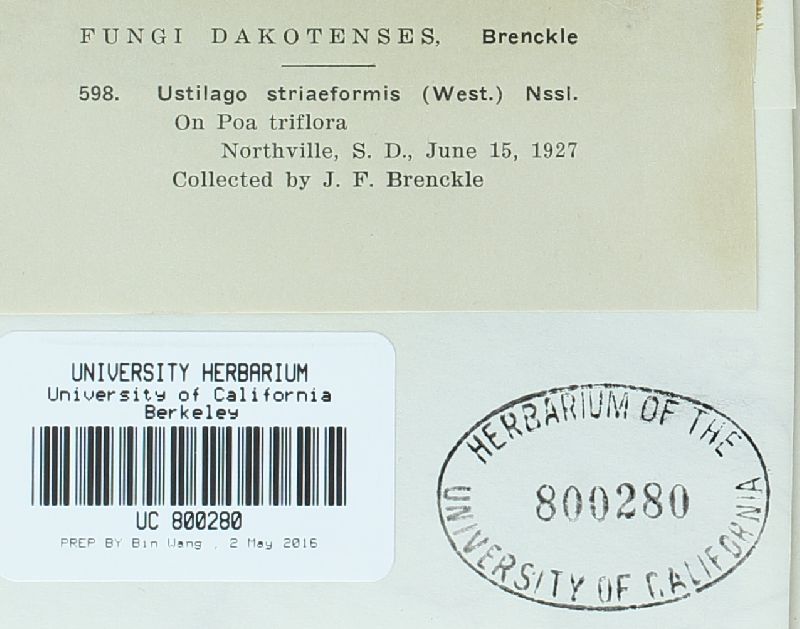 FUNGI DAKOTENSES, Brenckle
598. Ustilago striaeformis (West.) Nssl.
On Poa triflora
Northville, S. D., June 15, 1927
Collected by J. F. Brenckle
UNIVERSITY HERBARIUM
University of California
Berkeley
UC 800280
PREP BY Bin Wang , 2 May 2016
HERBARIUM OF THE
800280
UNIVERSITY OF CALIFORNIA